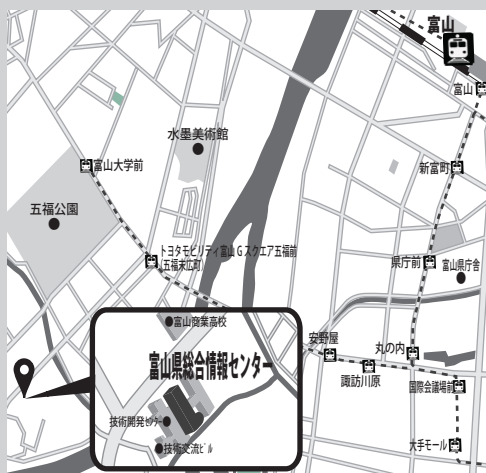 富山
富山
水墨美術館
富山大学前
新富町
五福公園
トヨタモビリティ富山 Gスクエア五福前
(五福末広町)
県庁前
富山県庁舎
富山商業高校
安野屋
丸の内
富山県総合情報センター
諏訪川原
国際会議場前
技術開発センター
大手モール
技術交流ビル